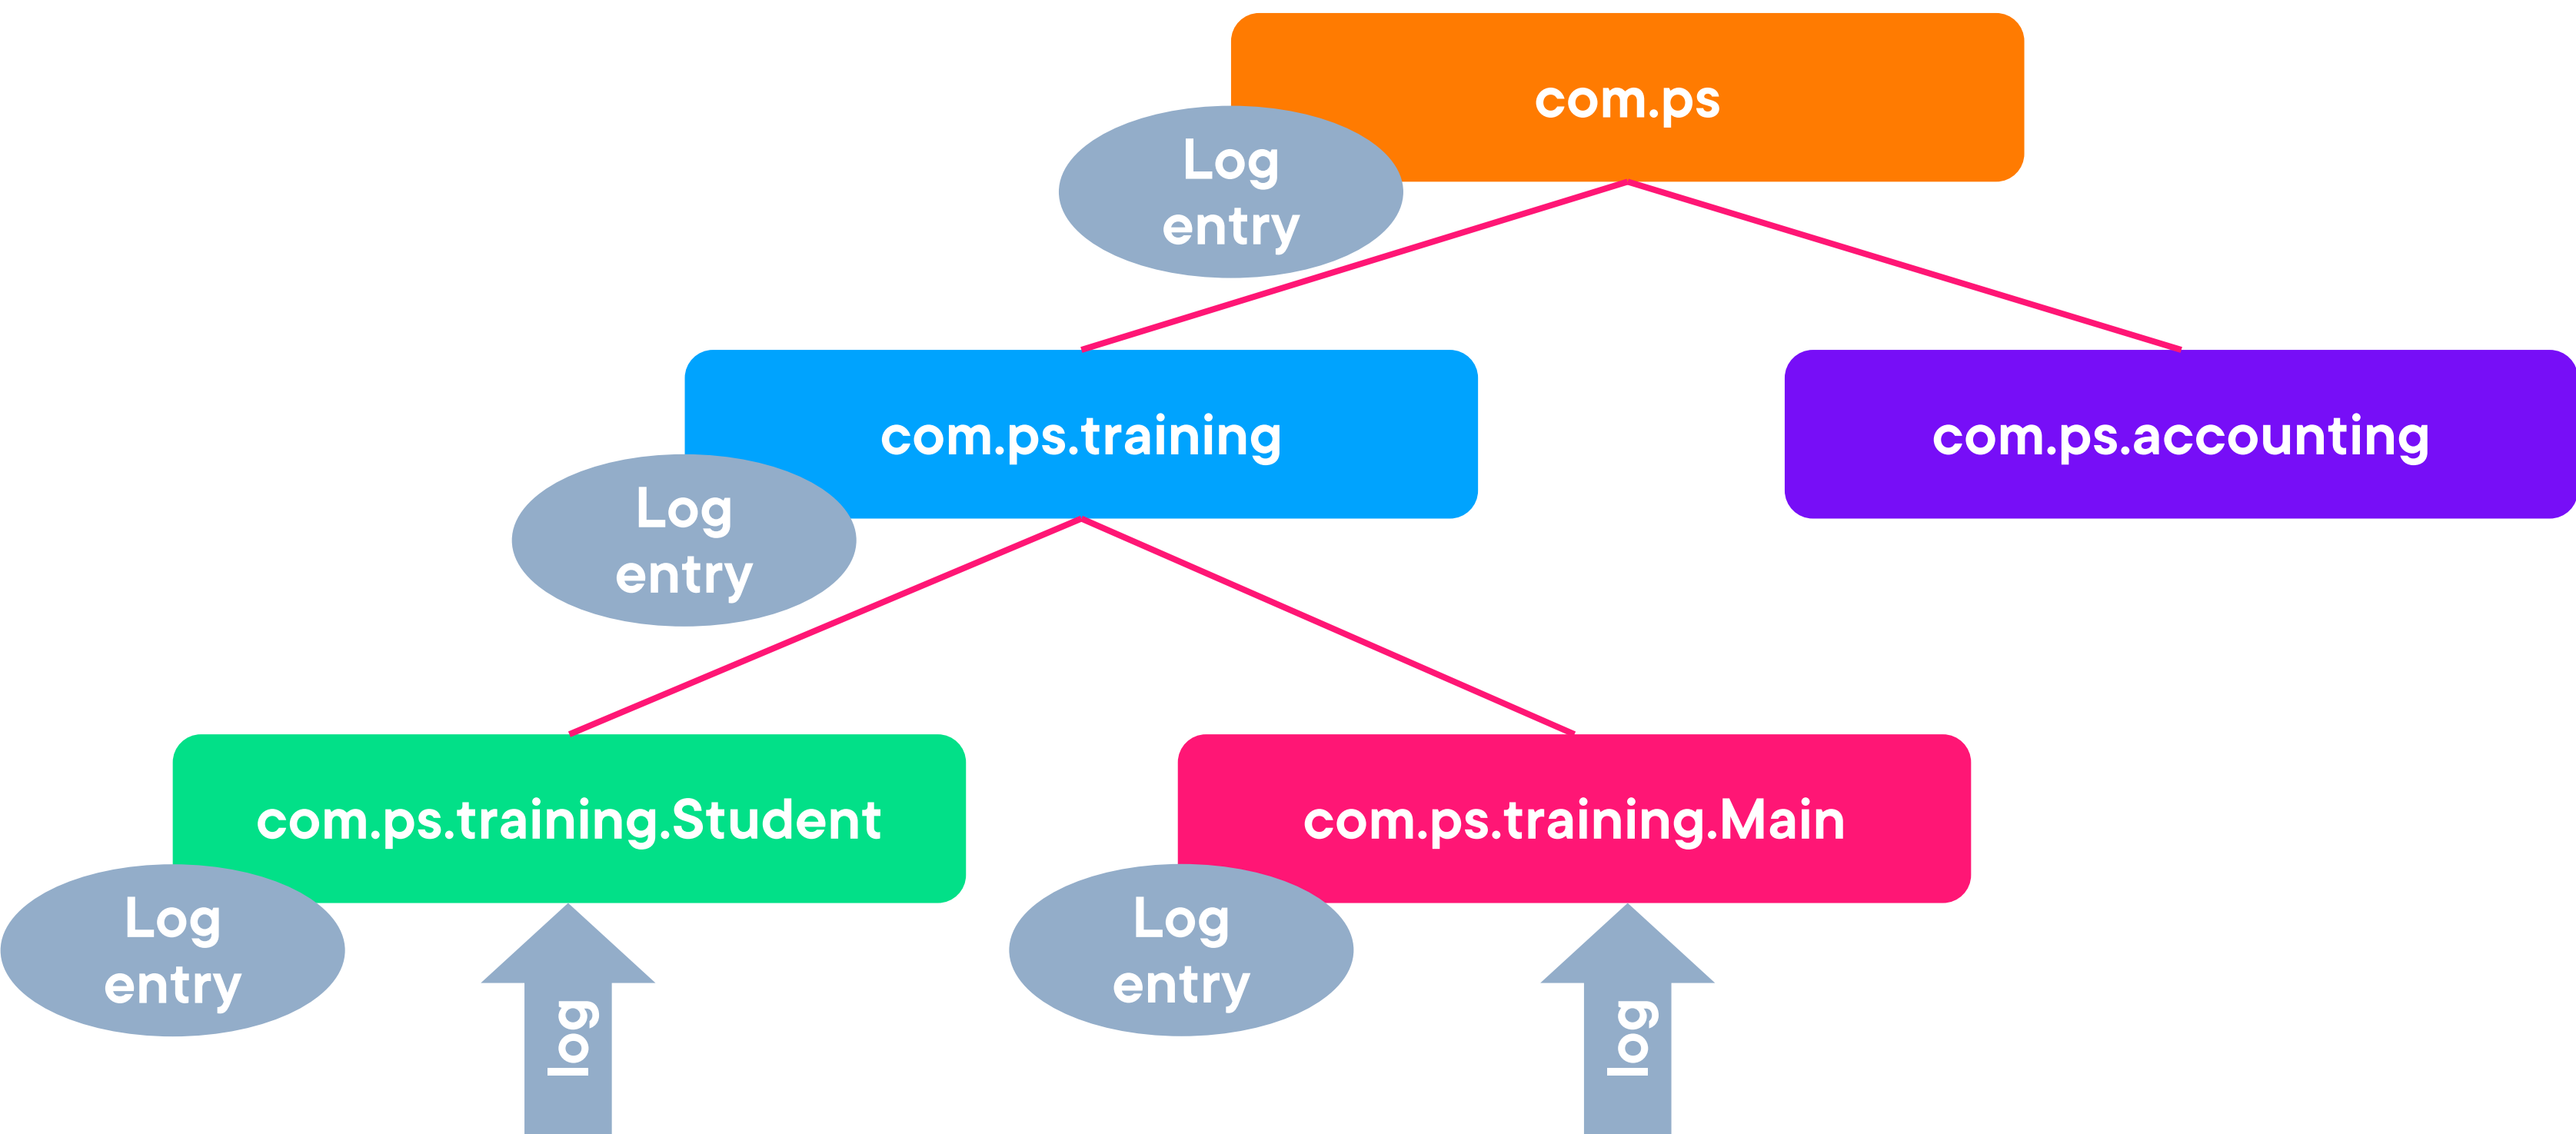 com.ps
Log
entry
com.ps.training
com.ps.accounting
Log
entry
com.ps.training.Student
com.ps.training.Main
Log
entry
Log
entry
log
log